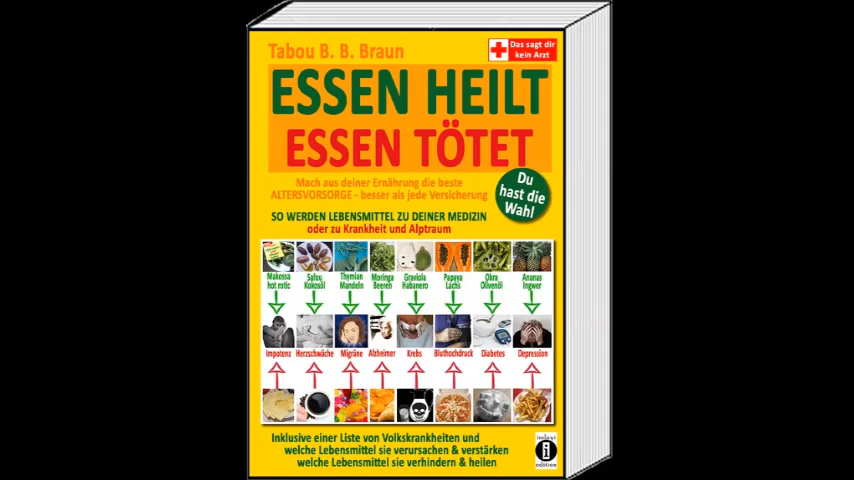 Tabou B. B. Braun
Das sagt dir
kein Arzt
ESSEN HEILT
ESSEN TÖTET
Mach aus deiner Ernährung die beste
ALTERSVORSORGE - besser als jede Versicherung
Du
hast die
Wahl
SO WERDEN LEBENSMITTEL ZU DEINER MEDIZIN
oder zu Krankheit und Alptraum
Makossa Safou Thymian Moringa Graviola Papaya Okra Ananas
hot rotic Kokosöl Mandeln Beeren Habanero Lachs Olivenöl Ingwer
Impotenz Herzschwäche Migräne Alzheimer Krebs Bluthochdruck Diabetes Depression
Inklusive einer Liste von Volkskrankheiten und
welche Lebensmittel sie verursachen & verstärken
welche Lebensmittel sie verhindern & heilen
indayi
i
edition